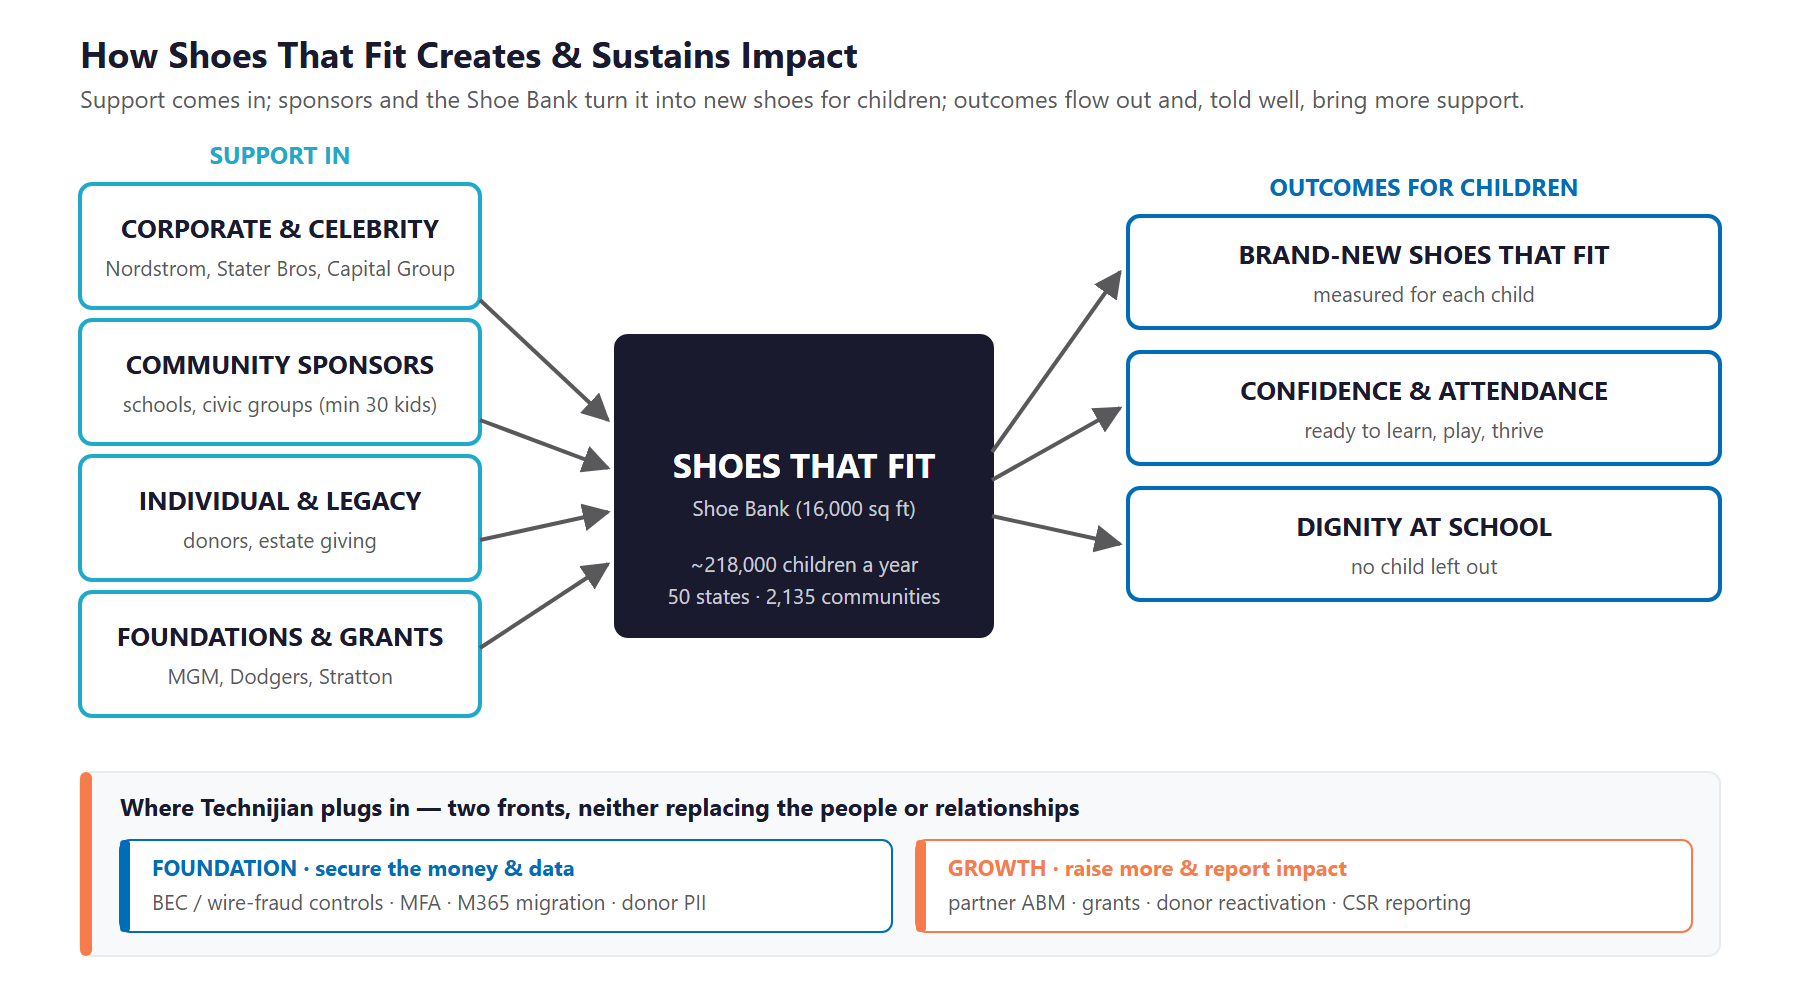 How Shoes That Fit Creates & Sustains Impact
Support comes in; sponsors and the Shoe Bank turn it into new shoes for children; outcomes flow out and, told well, bring more support.
SUPPORT IN
CORPORATE & CELEBRITY
Nordstrom, Stater Bros, Capital Group
COMMUNITY SPONSORS
schools, civic groups (min 30 kids)
INDIVIDUAL & LEGACY
donors, estate giving
FOUNDATIONS & GRANTS
MGM, Dodgers, Stratton
SHOES THAT FIT
Shoe Bank (16,000 sq ft)
~218,000 children a year
50 states · 2,135 communities
OUTCOMES FOR CHILDREN
BRAND-NEW SHOES THAT FIT
measured for each child
CONFIDENCE & ATTENDANCE
ready to learn, play, thrive
DIGNITY AT SCHOOL
no child left out
Where Technijian plugs in — two fronts, neither replacing the people or relationships
FOUNDATION · secure the money & data
BEC / wire-fraud controls · MFA · M365 migration · donor PII
GROWTH · raise more & report impact
partner ABM · grants · donor reactivation · CSR reporting